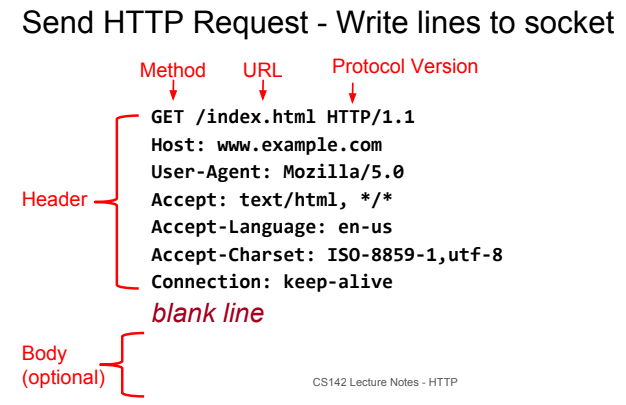 Send HTTP Request - Write lines to socket
Method URL Protocol Version
GET /index.html HTTP/1.1
Host: www.example.com
User-Agent: Mozilla/5.0
Header
Accept: text/html, */*
Accept-Language: en-us
Accept-Charset: ISO-8859-1,utf-8
Connection: keep-alive
blank line
Body
(optional)
CS142 Lecture Notes - HTTP